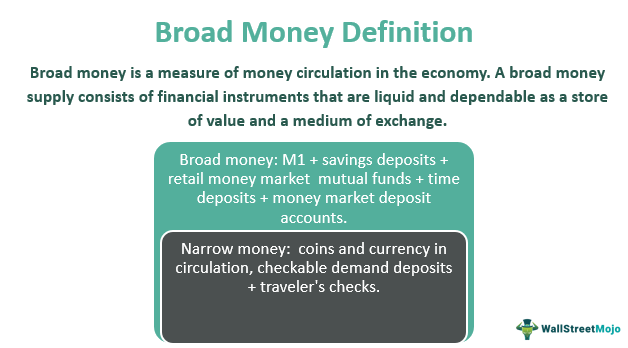 Broad Money Definition
Broad money is a measure of money circulation in the economy. A broad money
supply consists of financial instruments that are liquid and dependable as a store
of value and a medium of exchange.
Broad money: M1 + savings deposits +
retail money market mutual funds + time
deposits + money market deposit
accounts.
Narrow money: coins and currency in
circulation, checkable demand deposits
+ traveler's checks.
WallStreetMojo